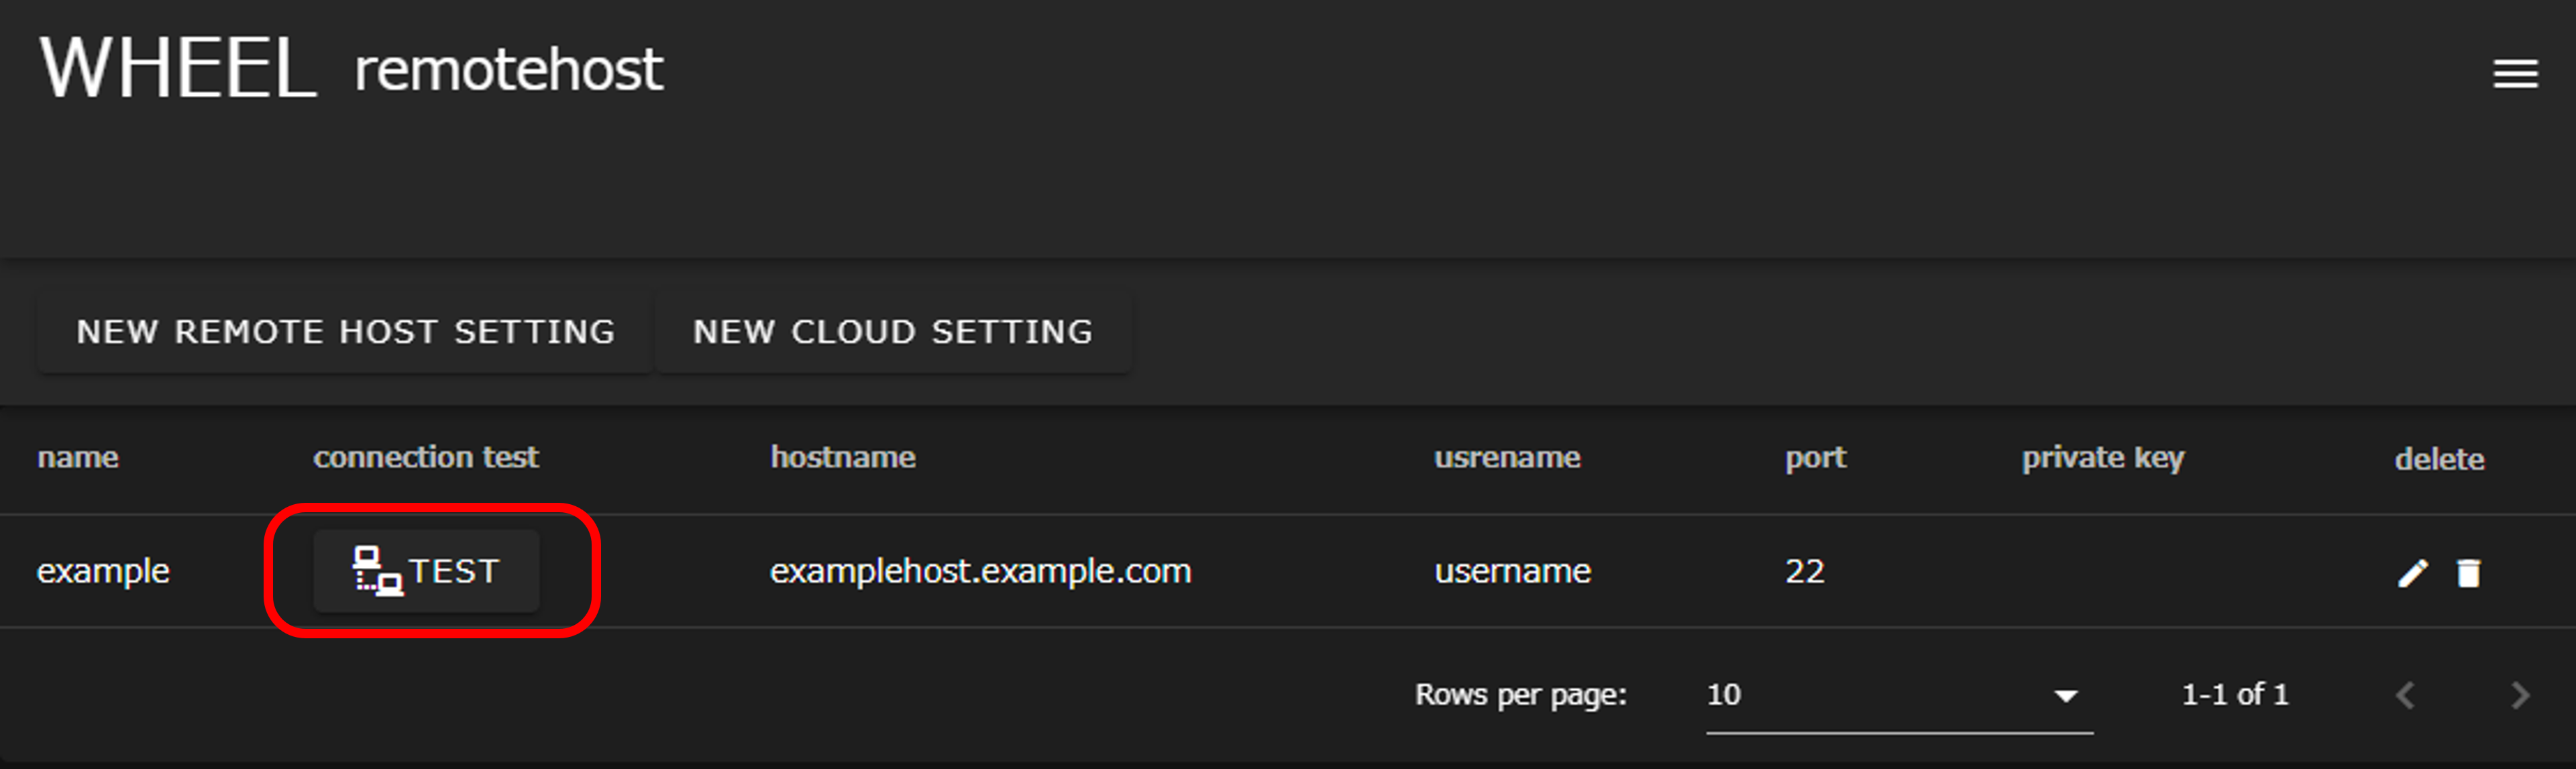 WHEEL remotehost
NEW REMOTE HOST SETTING NEW CLOUD SETTING
name connection test hostname usrename port private key delete
example TEST examplehost.example.com username 22
Rows per page: 10 1-1 of 1